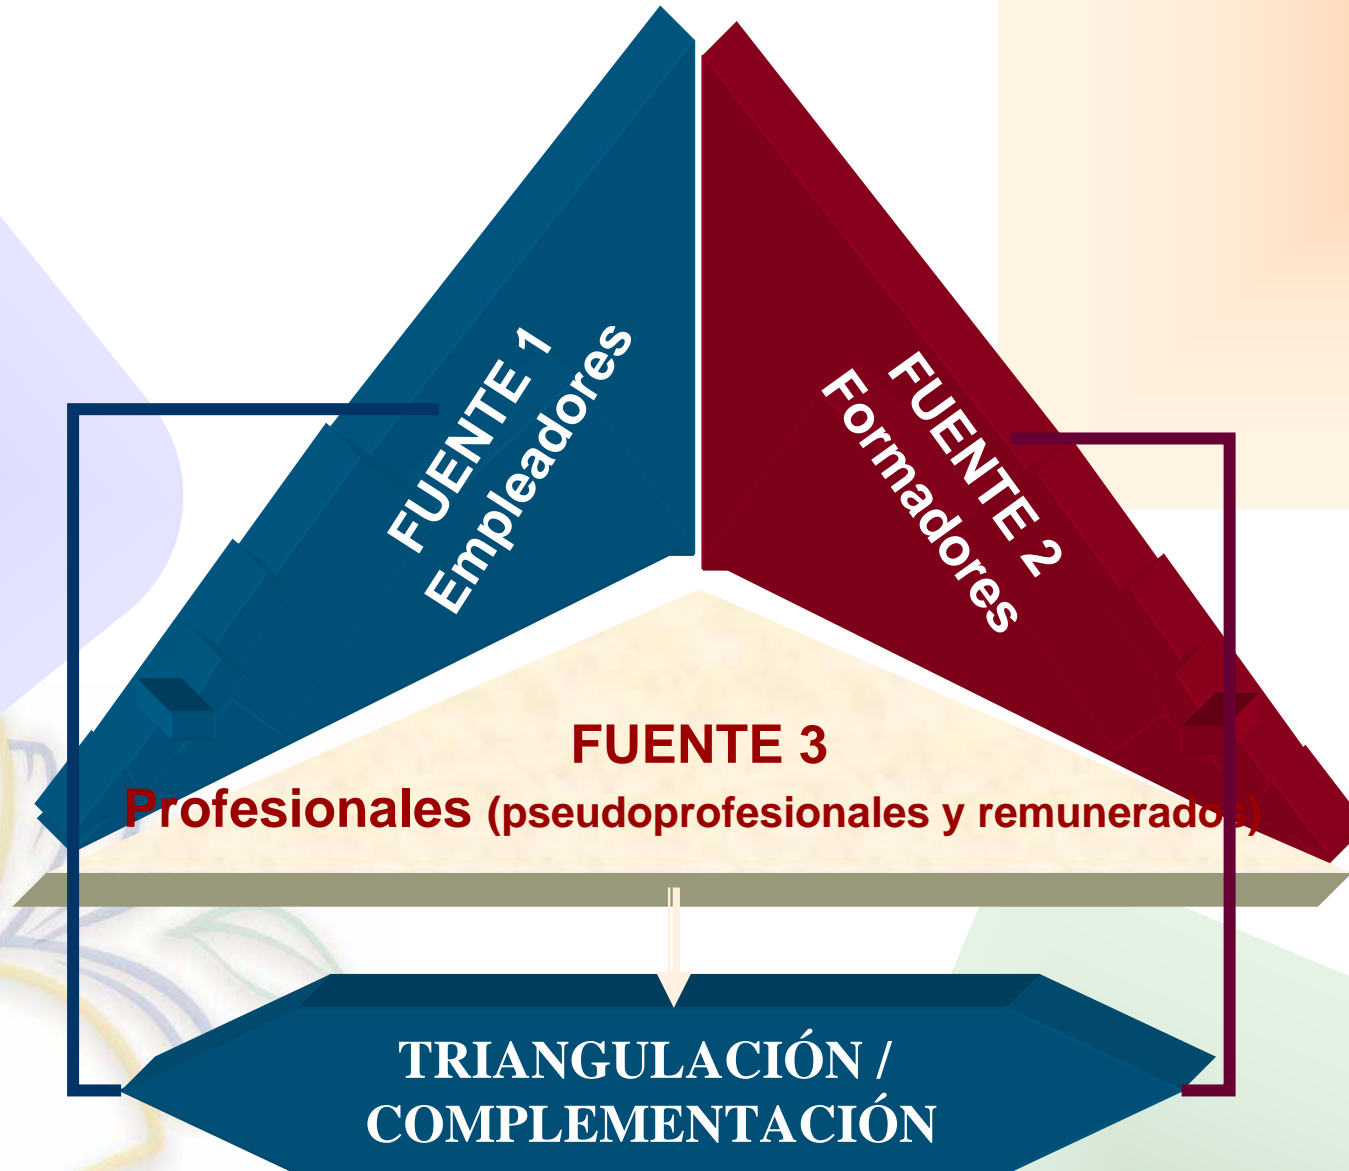 FUENTE 1
Empleadores
FUENTE 2
Formadores
FUENTE 3
Profesionales (pseudoprofesionales y remunerados)
TRIANGULACIÓN /
COMPLEMENTACIÓN